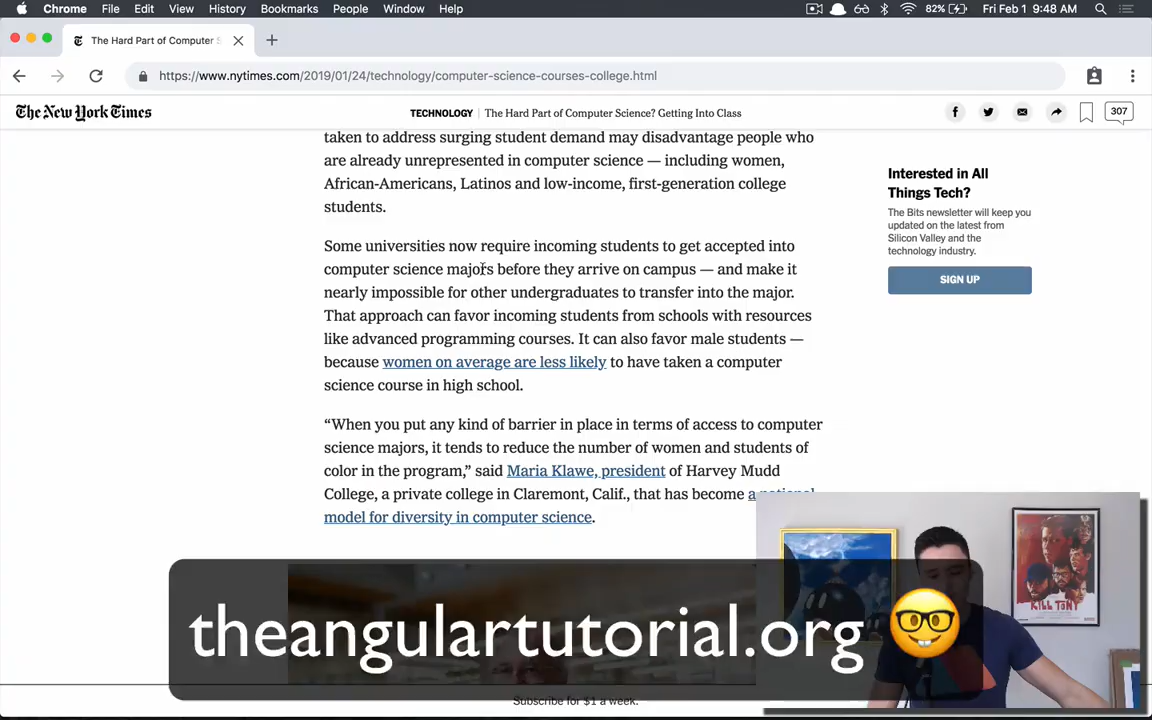 Chrome File Edit View History Bookmarks People Window Help 82% Fri Feb 1 9:48 AM
The Hard Part of Computer S
https://www.nytimes.com/2019/01/24/technology/computer-science-courses-college.html
The New York Times TECHNOLOGY | The Hard Part of Computer Science? Getting Into Class 307
taken to address surging student demand may disadvantage people who
are already unrepresented in computer science — including women,
African-Americans, Latinos and low-income, first-generation college
students.
Some universities now require incoming students to get accepted into
computer science majors before they arrive on campus — and make it
nearly impossible for other undergraduates to transfer into the major.
That approach can favor incoming students from schools with resources
like advanced programming courses. It can also favor male students —
because women on average are less likely to have taken a computer
science course in high school.
“When you put any kind of barrier in place in terms of access to computer
science majors, it tends to reduce the number of women and students of
color in the program,” said Maria Klawe, president of Harvey Mudd
College, a private college in Claremont, Calif., that has become a national
model for diversity in computer science.
Interested in All
Things Tech?
The Bits newsletter will keep you
updated on the latest from
Silicon Valley and the
technology industry.
SIGN UP
KILL TONY
theangulartutorial.org
Subscribe for $1 a week.